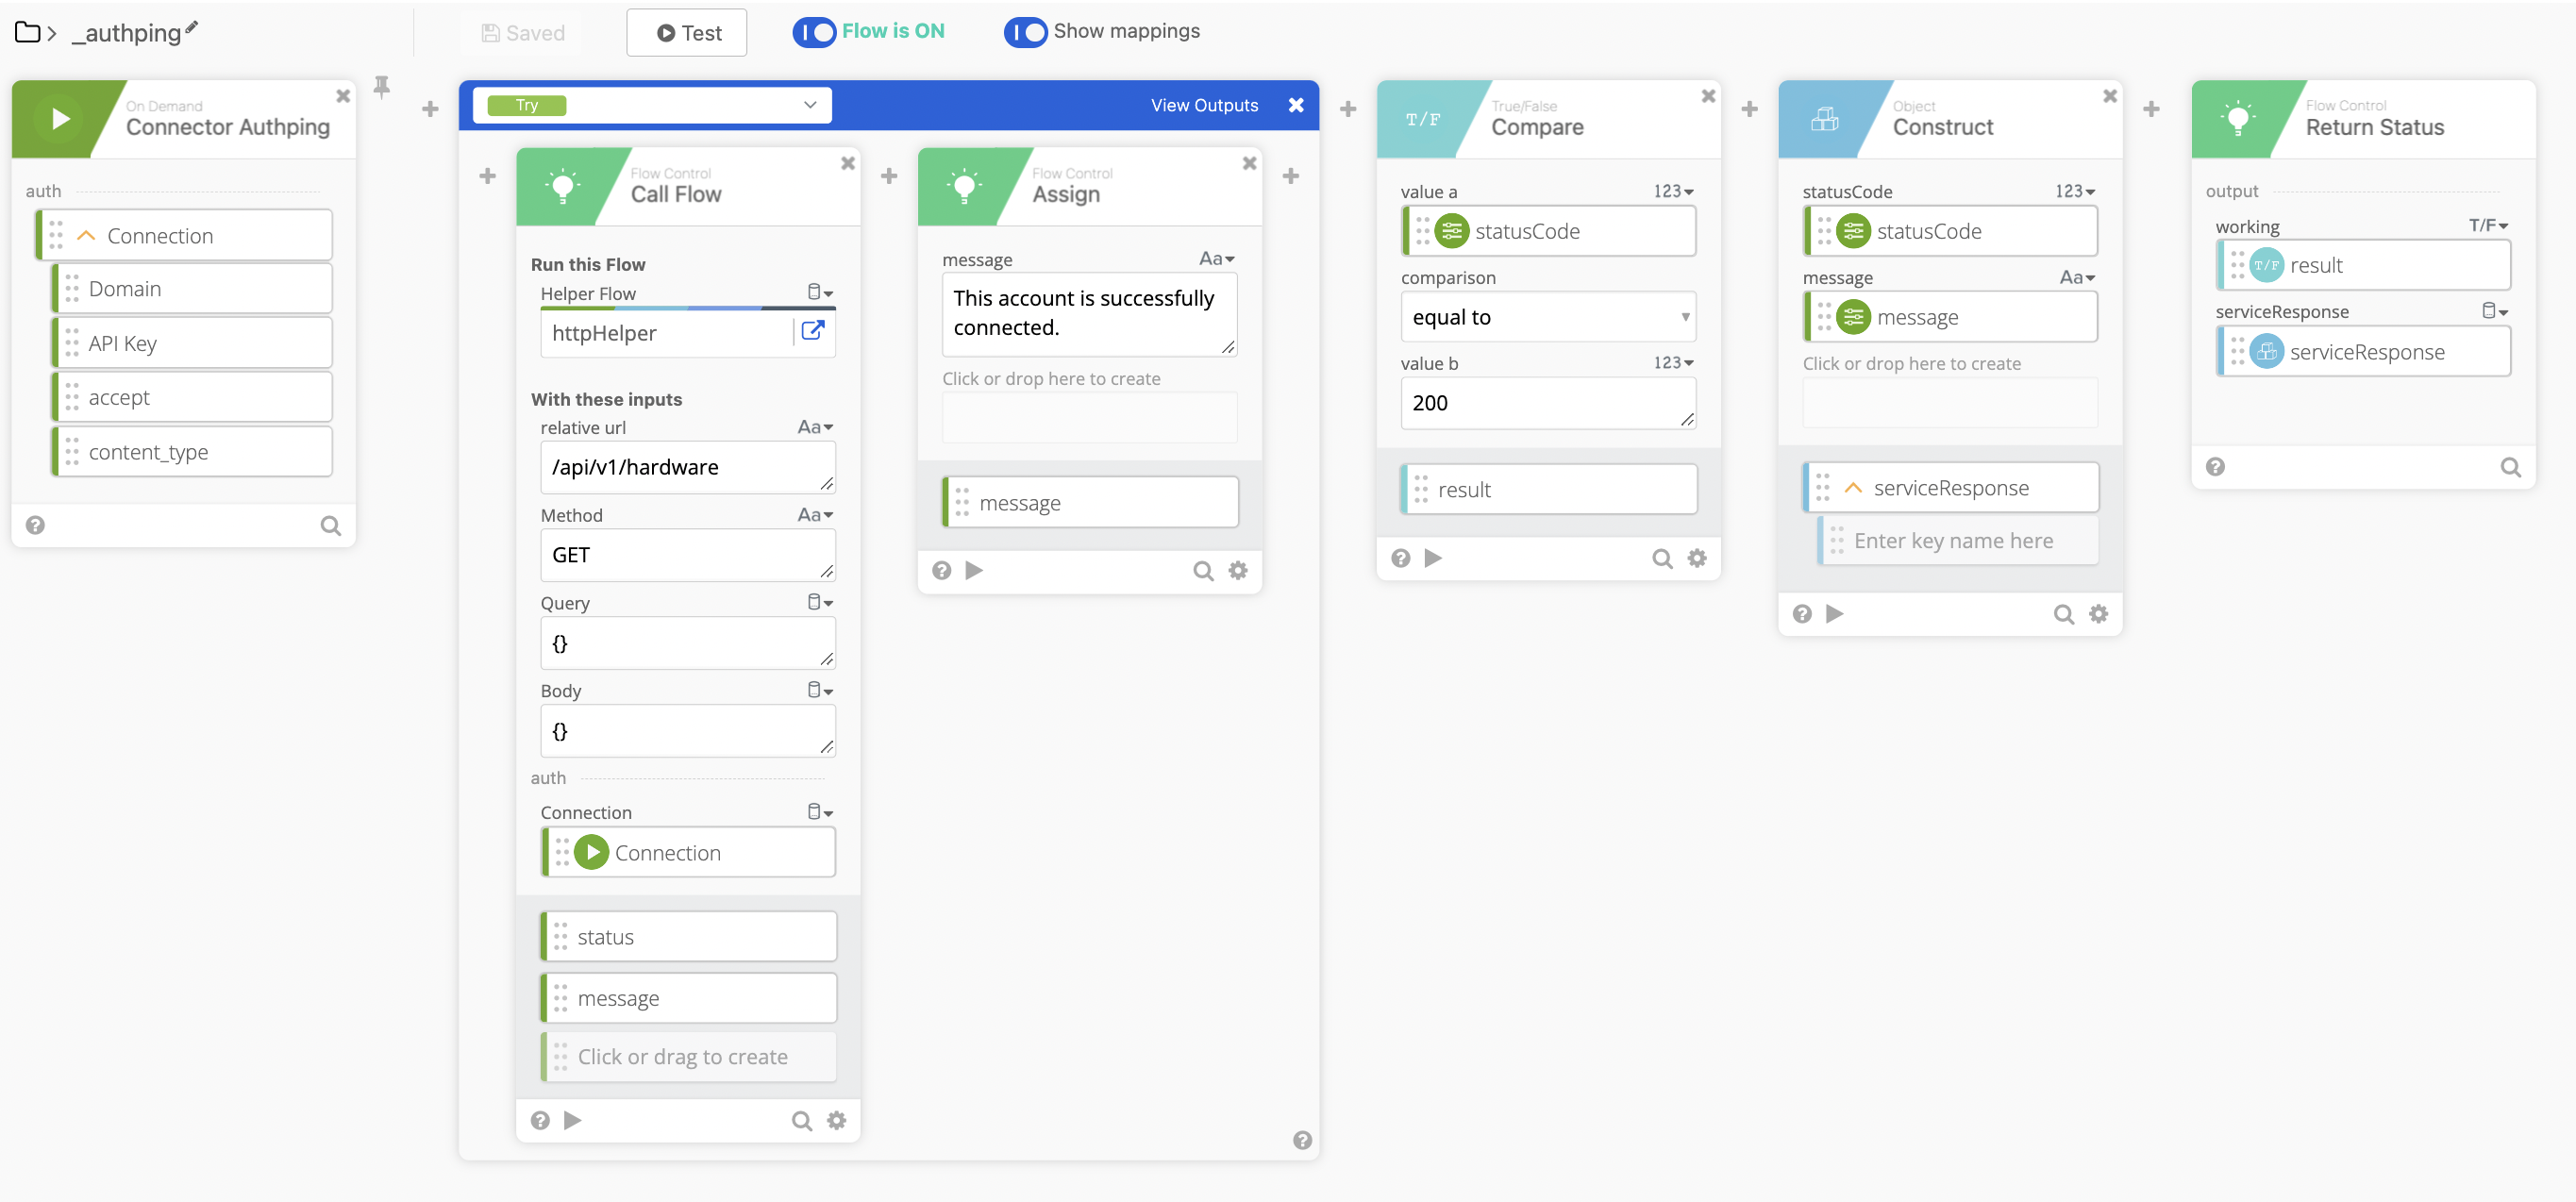 _authping
Saved
Test
Flow is ON
Show mappings
On Demand
Connector Authping
auth
Connection
Domain
API Key
accept
content_type
Try
View Outputs
Flow Control
Call Flow
Run this Flow
Helper Flow
httpHelper
With these inputs
relative url
Aa
/api/v1/hardware
Method
Aa
GET
Query
{}
Body
{}
auth
Connection
Connection
status
message
Click or drag to create
Flow Control
Assign
message
Aa
This account is successfully
connected.
Click or drop here to create
message
T/F
True/False
Compare
value a
123
statusCode
comparison
equal to
value b
123
200
result
Object
Construct
statusCode
123
statusCode
message
Aa
message
Click or drop here to create
serviceResponse
Enter key name here
Flow Control
Return Status
output
working
T/F
T/F
result
serviceResponse
serviceResponse